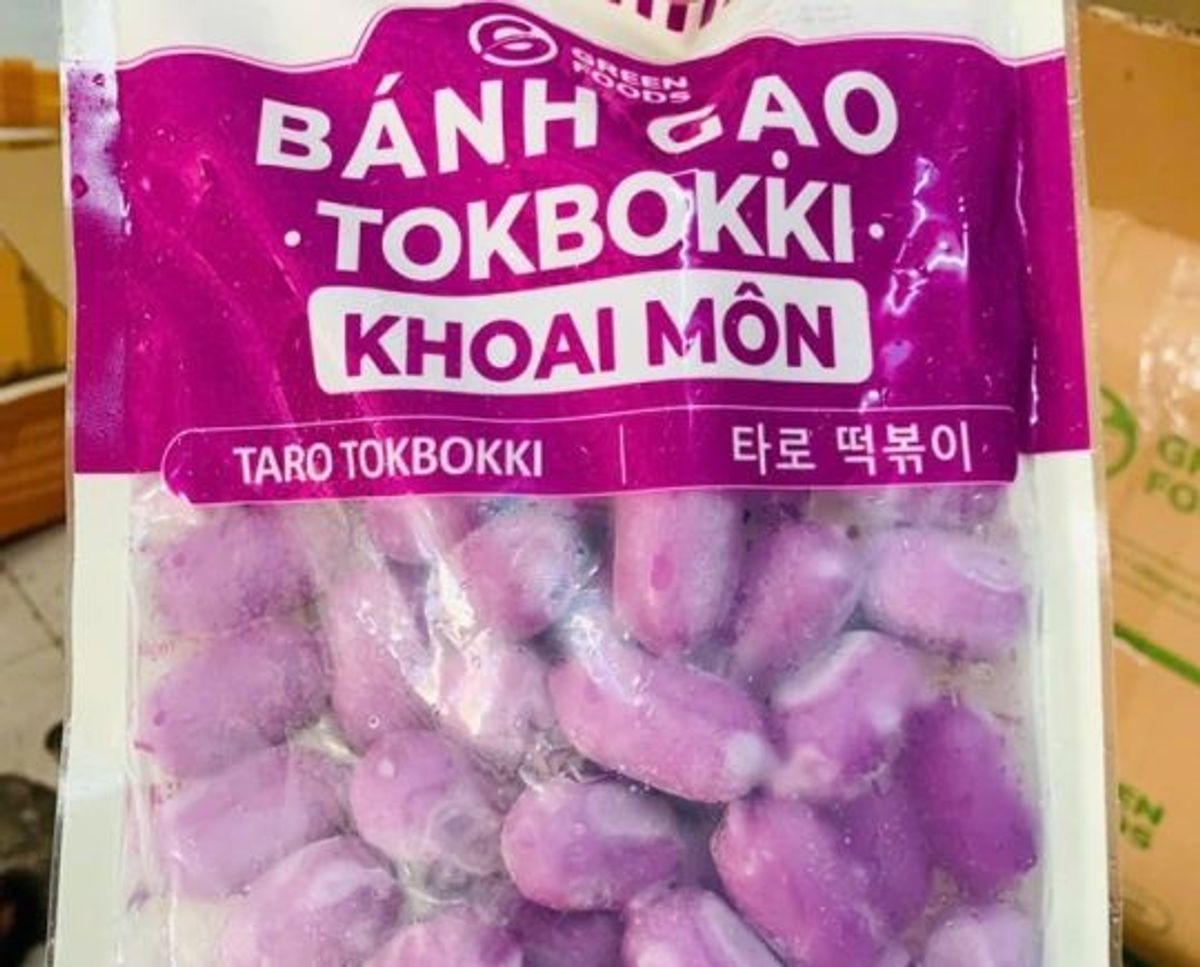 GREEN
FOODS
BÁNH GẠO
TOKBOKKI
KHOAI MÔN
TARO TOKBOKKI | 타로 떡볶이